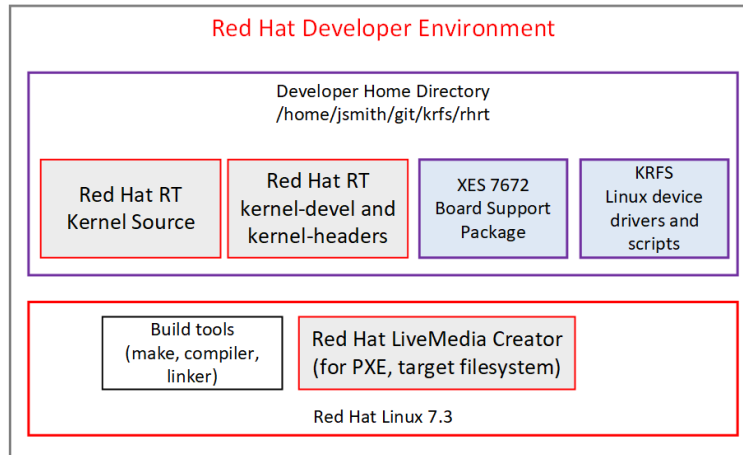 Red Hat Developer Environment
Developer Home Directory
/home/jsmith/git/krfs/rhrt
Red Hat RT
Kernel Source
Red Hat RT
kernel-devel and
kernel-headers
XES 7672
Board Support
Package
KRFS
Linux device
drivers and
scripts
Build tools
(make, compiler,
linker)
Red Hat LiveMedia Creator
(for PXE, target filesystem)
Red Hat Linux 7.3